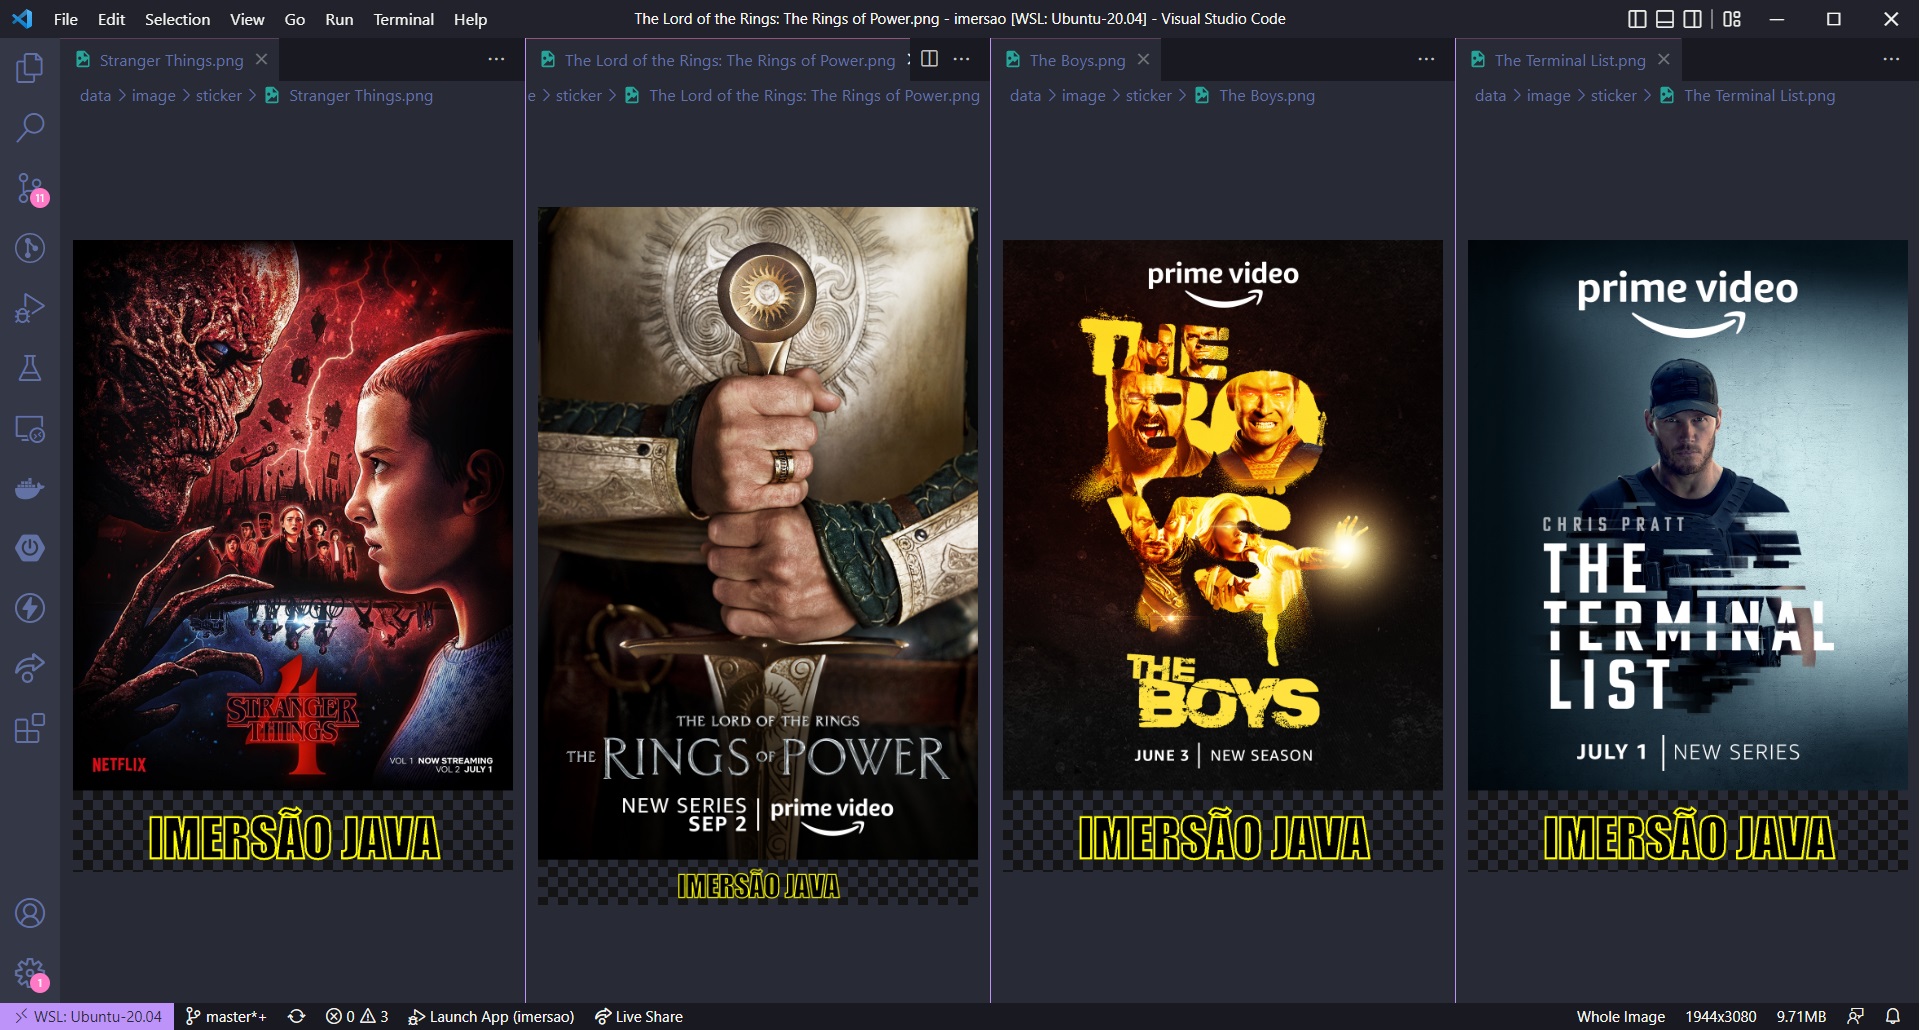 File Edit Selection View Go Run Terminal Help
The Lord of the Rings: The Rings of Power.png - imersao [WSL: Ubuntu-20.04] - Visual Studio Code
Stranger Things.png
data > image > sticker > Stranger Things.png
NETFLIX
STRANGER
THINGS
4
VOL 1 NOW STREAMING
VOL 2 JULY 1
IMERSÃO JAVA
The Lord of the Rings: The Rings of Power.png
e > sticker > The Lord of the Rings: The Rings of Power.png
THE LORD OF THE RINGS
THE RINGS OF POWER
NEW SERIES
SEP 2
prime video
IMERSÃO JAVA
The Boys.png
data > image > sticker > The Boys.png
prime video
THE
BO
YS
THE
BOYS
JUNE 3 | NEW SEASON
IMERSÃO JAVA
The Terminal List.png
data > image > sticker > The Terminal List.png
prime video
CHRIS PRATT
THE
TERMINAL
LIST
JULY 1 | NEW SERIES
IMERSÃO JAVA
11
1
WSL: Ubuntu-20.04 master*+ 0 3 Launch App (imersao) Live Share
Whole Image 1944x3080 9.71MB